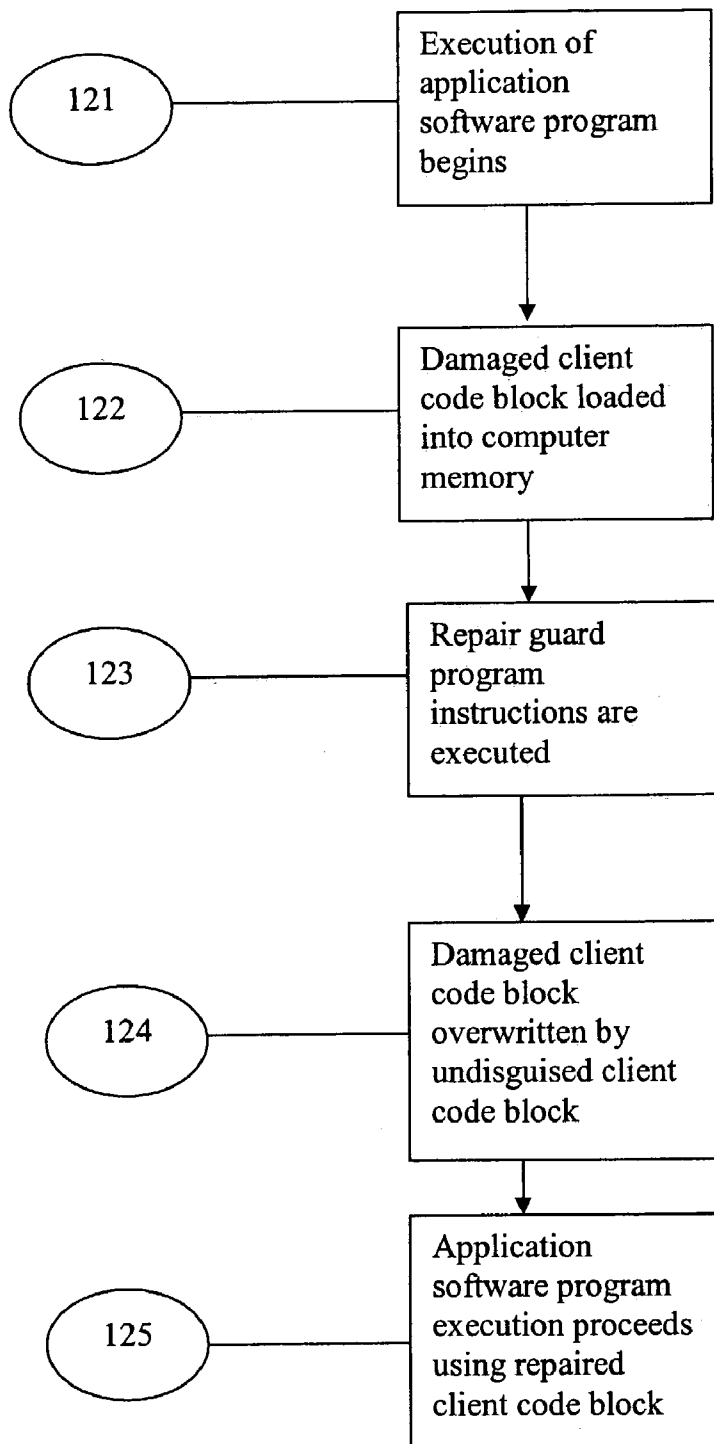 121
Execution of
application
software program
begins
122
Damaged client
code block loaded
into computer
memory
123
Repair guard
program
instructions are
executed
124
Damaged client
code block
overwritten by
undisguised client
code block
125
Application
software program
execution proceeds
using repaired
client code block